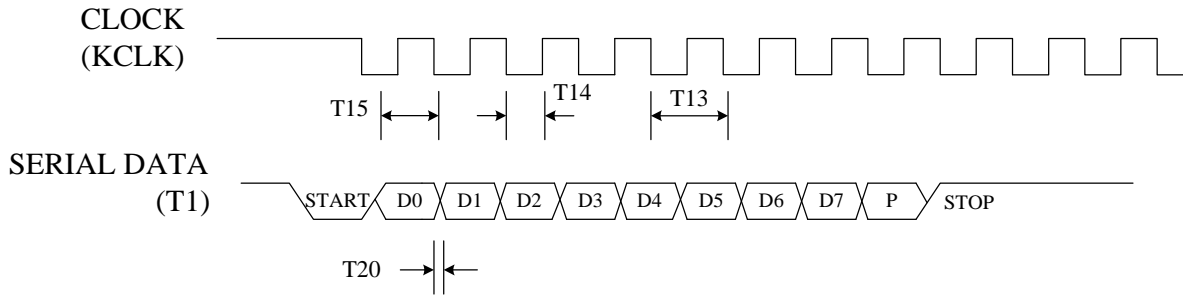 CLOCK
(KCLK)
T15
T14
T13
SERIAL DATA
(T1)
START D0 D1 D2 D3 D4 D5 D6 D7 P STOP
T20